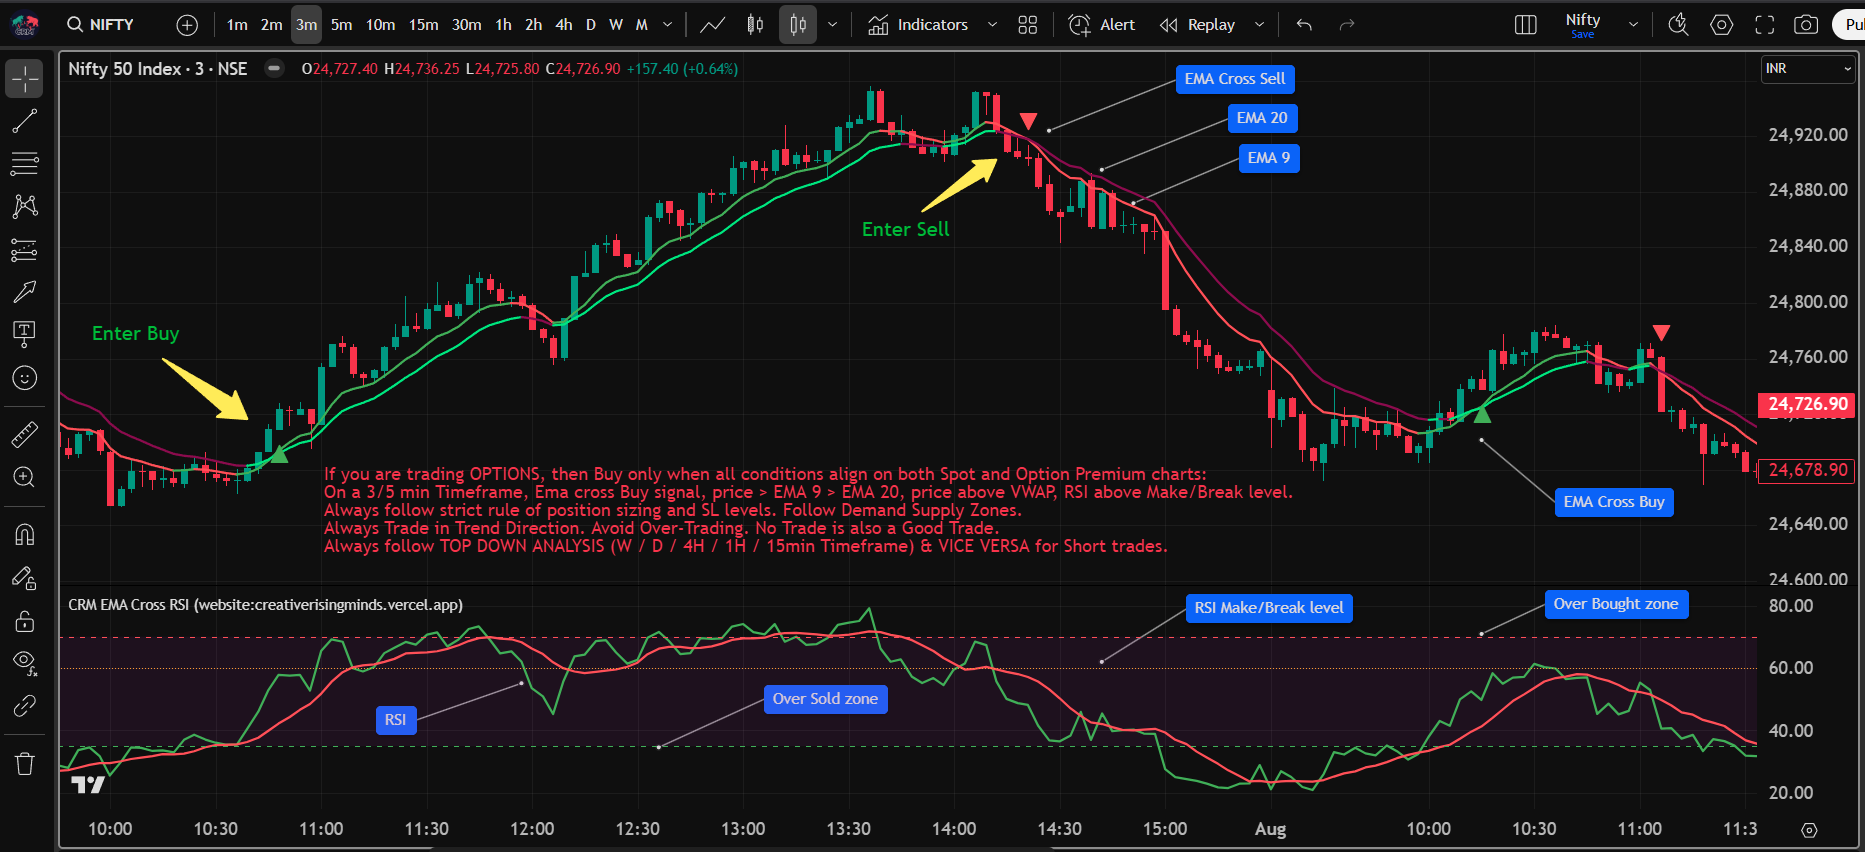 CRM
NIFTY
1m 2m 3m 5m 10m 15m 30m 1h 2h 4h D W M
Indicators
Alert
Replay
Nifty
Save
Pul
Nifty 50 Index · 3 · NSE O24,727.40 H24,736.25 L24,725.80 C24,726.90 +157.40 (+0.64%)
INR
EMA Cross Sell
EMA 20
EMA 9
Enter Sell
Enter Buy
24,920.00
24,880.00
24,840.00
24,800.00
24,760.00
24,726.90
24,678.90
24,640.00
24,600.00
If you are trading OPTIONS, then Buy only when all conditions align on both Spot and Option Premium charts:
On a 3/5 min Timeframe, Ema cross Buy signal, price > EMA 9 > EMA 20, price above VWAP, RSI above Make/Break level.
Always follow strict rule of position sizing and SL levels. Follow Demand Supply Zones.
Always Trade in Trend Direction. Avoid Over-Trading. No Trade is also a Good Trade.
Always follow TOP DOWN ANALYSIS (W / D / 4H / 1H / 15min Timeframe) & VICE VERSA for Short trades.
EMA Cross Buy
CRM EMA Cross RSI (website:creativerisingminds.vercel.app)
RSI Make/Break level
Over Bought zone
RSI
Over Sold zone
80.00
60.00
40.00
20.00
10:00 10:30 11:00 11:30 12:00 12:30 13:00 13:30 14:00 14:30 15:00 Aug 10:00 10:30 11:00 11:3